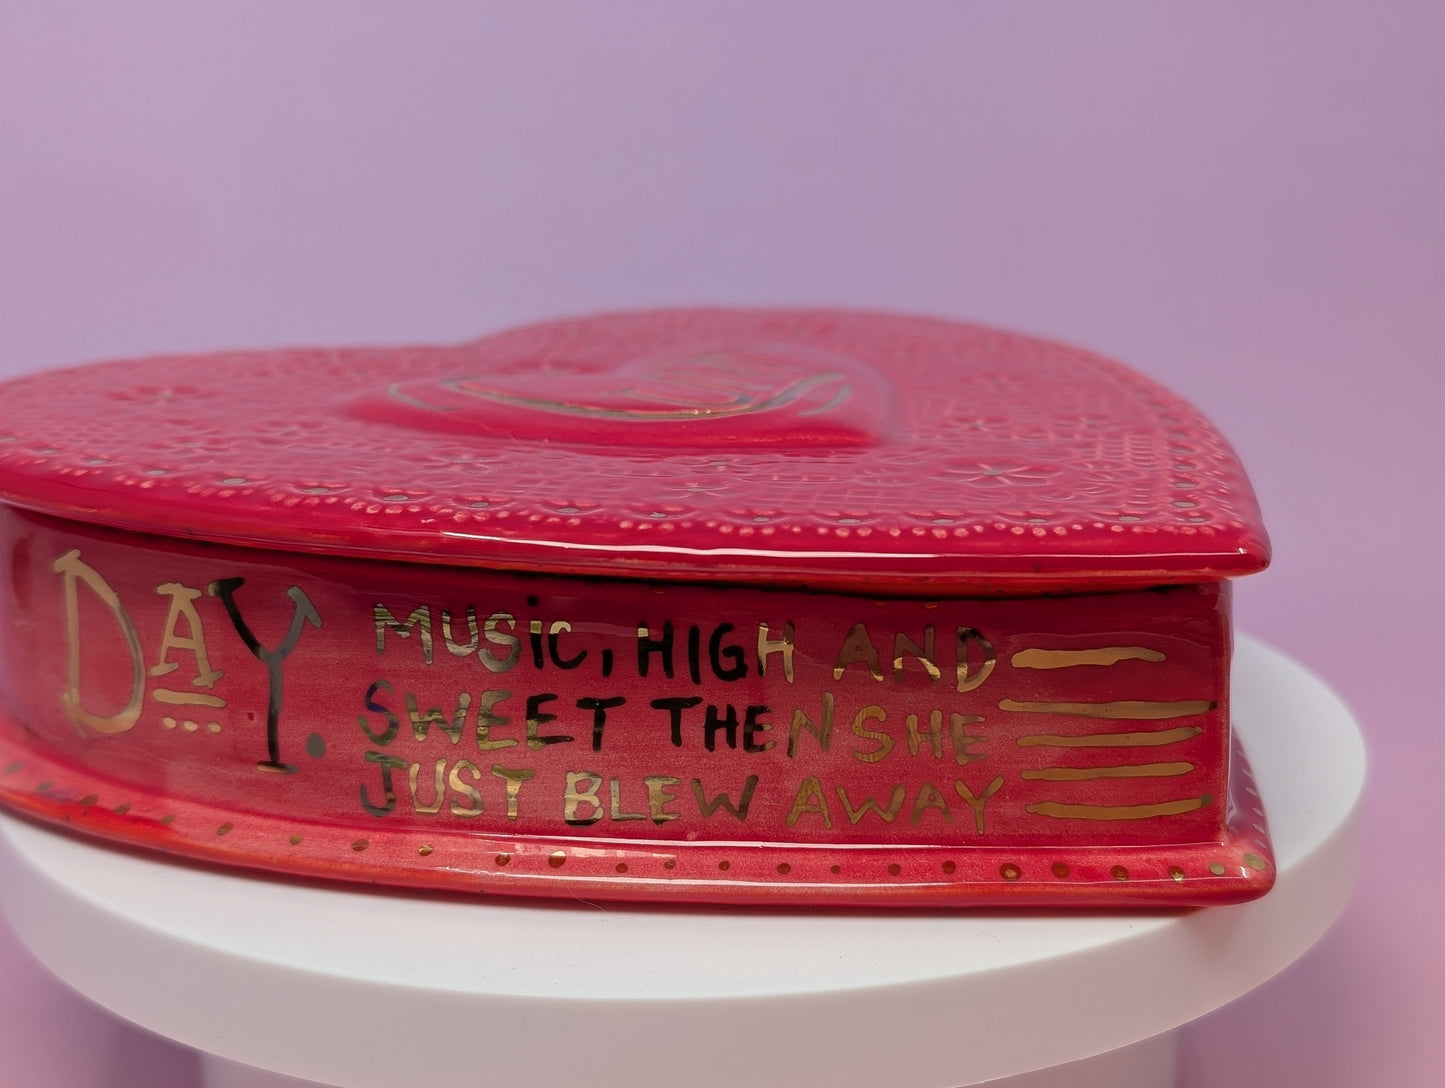 DAY.
MUSiC, HIGH AND
SWEET THEN SHE
JUST BLEW AWAY